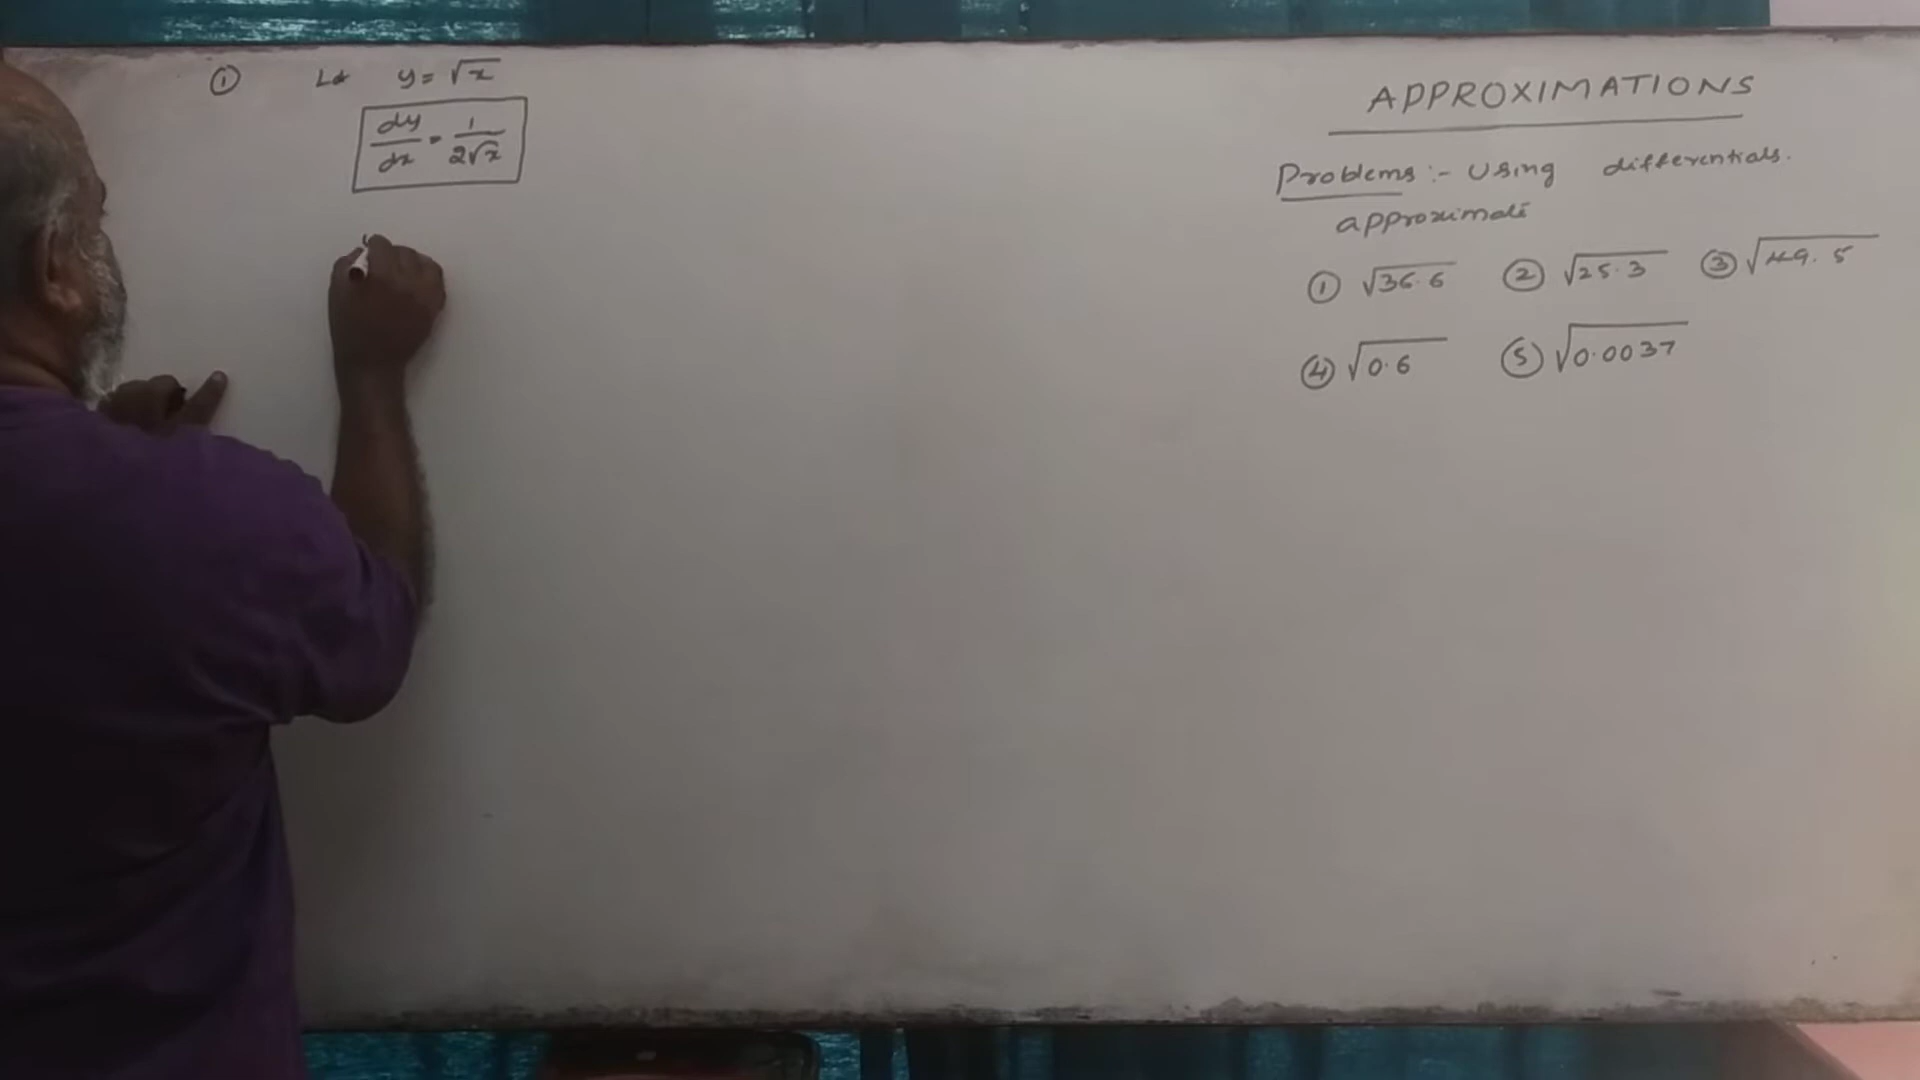 ① Let y = √x
dy/dx = 1/2√x
APPROXIMATIONS
Problems :- Using differentials.
approximate
① √36.6 ② √25.3 ③ √49.5
④ √0.6 ⑤ √0.0037